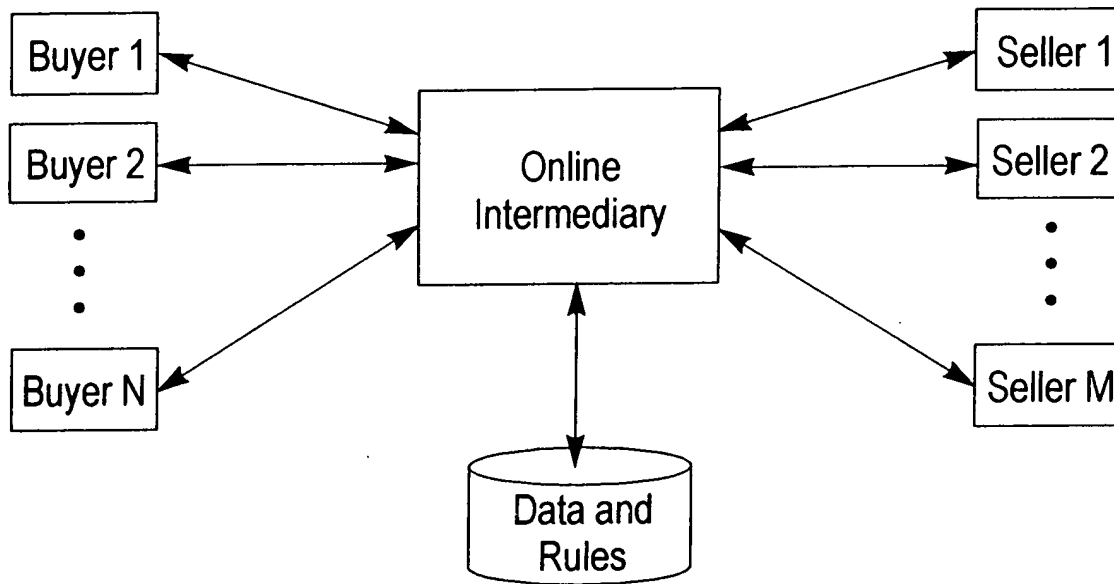 Buyer 1
Buyer 2
Buyer N
Online
Intermediary
Data and
Rules
Seller 1
Seller 2
Seller M